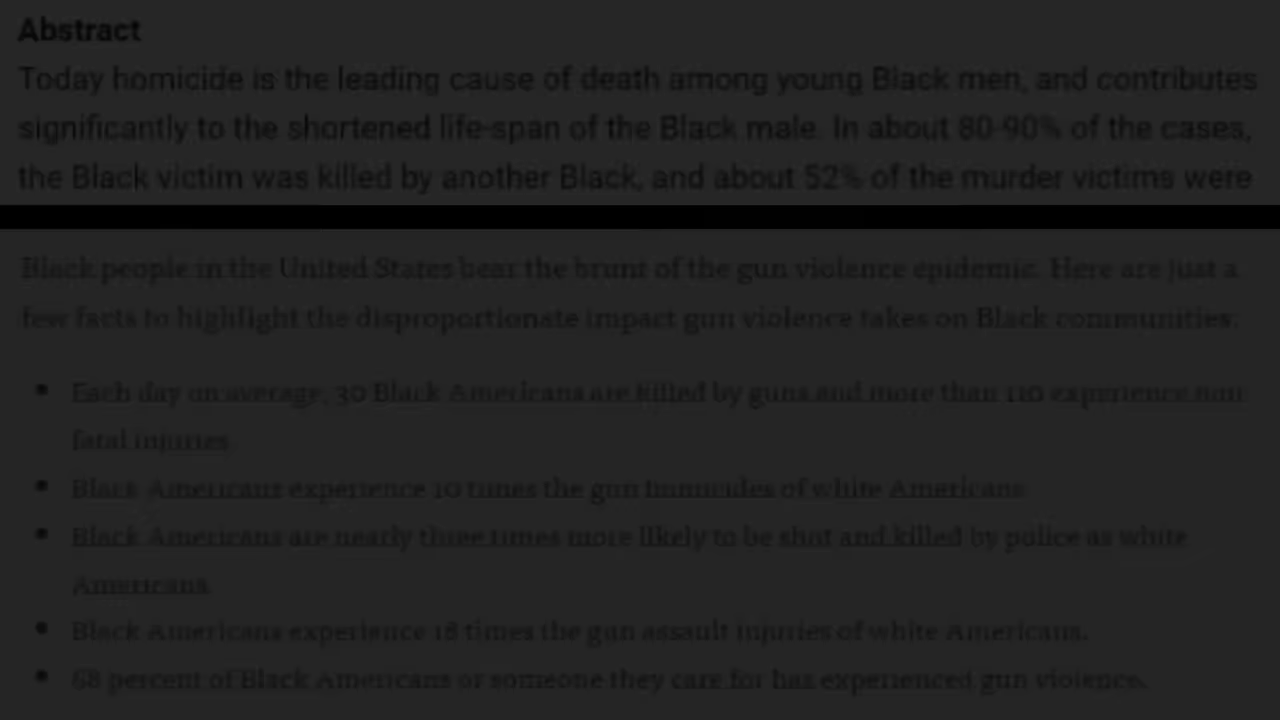 Abstract
Today homicide is the leading cause of death among young Black men, and contributes
significantly to the shortened life-span of the Black male. In about 80-90% of the cases,
the Black victim was killed by another Black, and about 52% of the murder victims were
Black people in the United States bear the brunt of the gun violence epidemic. Here are just a
few facts to highlight the disproportionate impact gun violence takes on Black communities:
• Each day on average, 30 Black Americans are killed by guns and more than 110 experience non
fatal injuries.
• Black Americans experience 10 times the gun homicides of white Americans.
• Black Americans are nearly three times more likely to be shot and killed by police as white
Americans.
• Black Americans experience 18 times the gun assault injuries of white Americans.
• 68 percent of Black Americans or someone they care for has experienced gun violence.